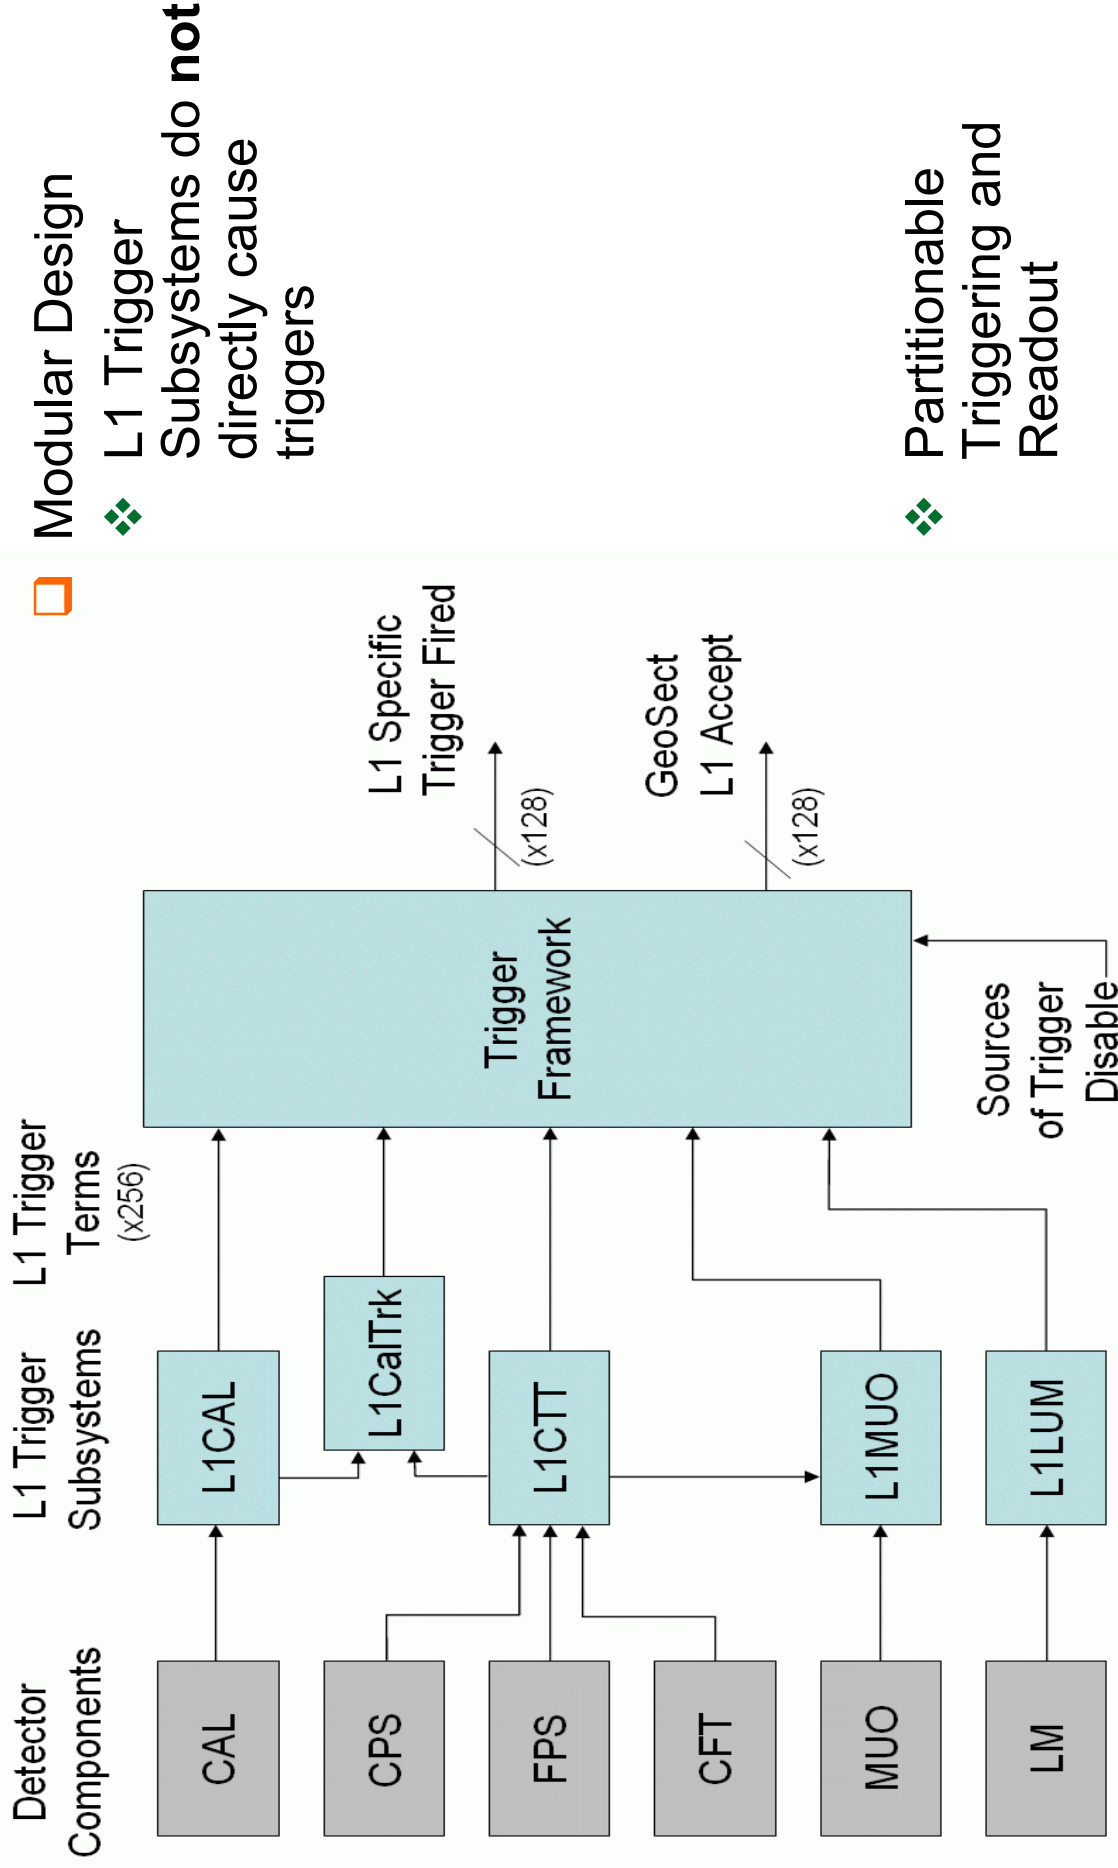 Modular Design
L1 Trigger
Subsystems do not
directly cause
triggers
Partitionable
Triggering and
Readout
Detector
Components
L1 Trigger
Subsystems
L1 Trigger
Terms
(x256)
CAL
CPS
FPS
CFT
MUO
LM
L1CAL
L1CalTrk
L1CTT
L1MUO
L1LUM
Trigger
Framework
L1 Specific
Trigger Fired
(x128)
GeoSect
L1 Accept
(x128)
Sources
of Trigger
Disable